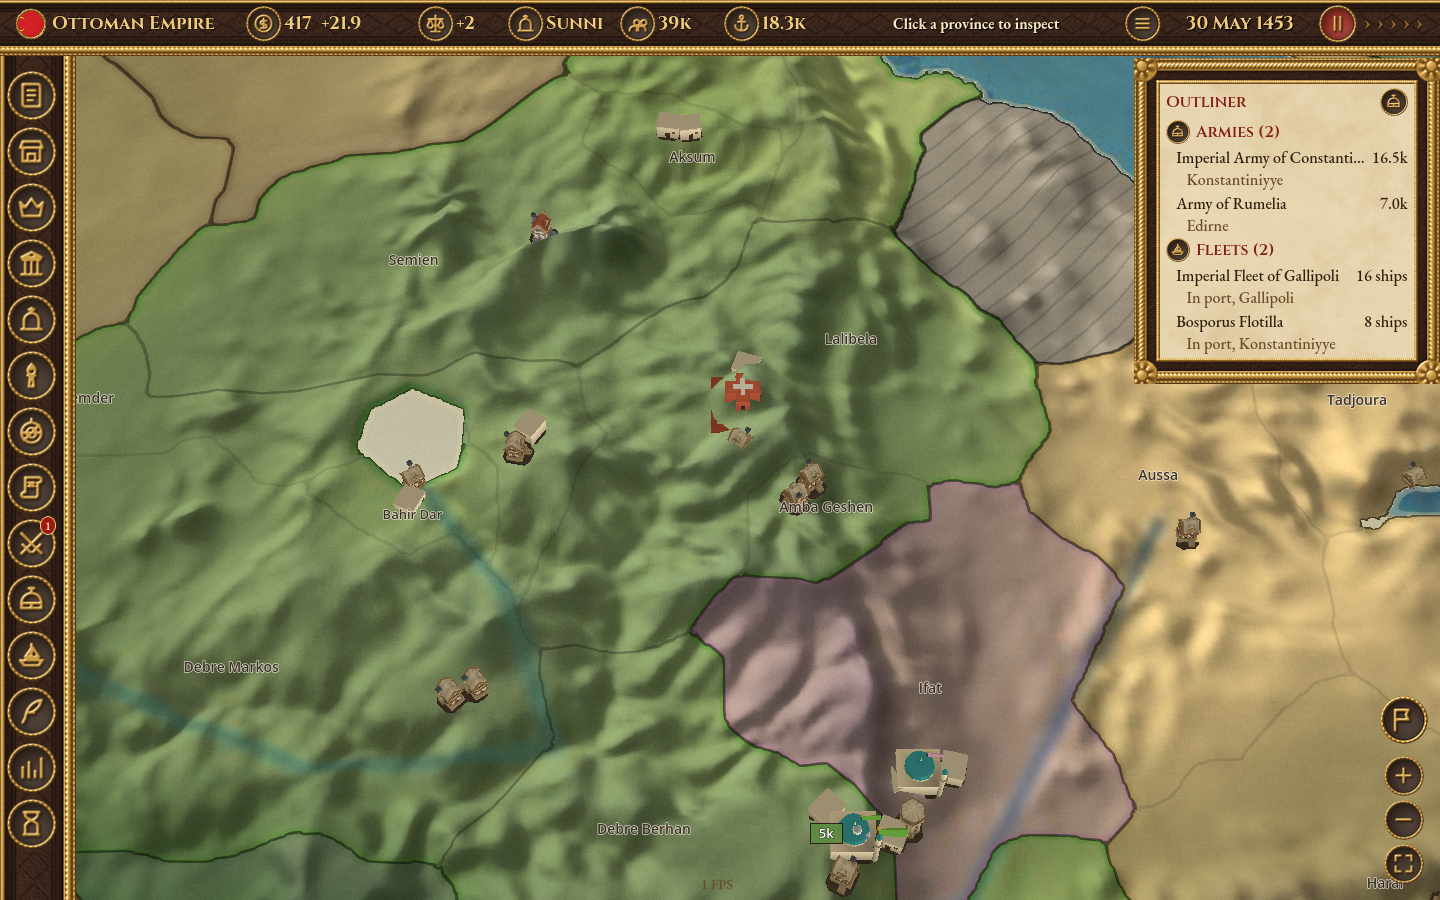 OTTOMAN EMPIRE 417 +21.9 +2 SUNNI 39K 18.3K Click a province to inspect 30 MAY 1453
OUTLINER
ARMIES (2)
Imperial Army of Constanti... 16.5k
Konstantiniyye
Army of Rumelia 7.0k
Edirne
FLEETS (2)
Imperial Fleet of Gallipoli 16 ships
In port, Gallipoli
Bosporus Flotilla 8 ships
In port, Konstantiniyye
Aksum
Semien
Lalibela
emder
Tadjoura
Aussa
Amba Geshen
Bahir Dar
1
Debre Markos
Ifat
Debre Berhan
5k
1 FPS
Harar